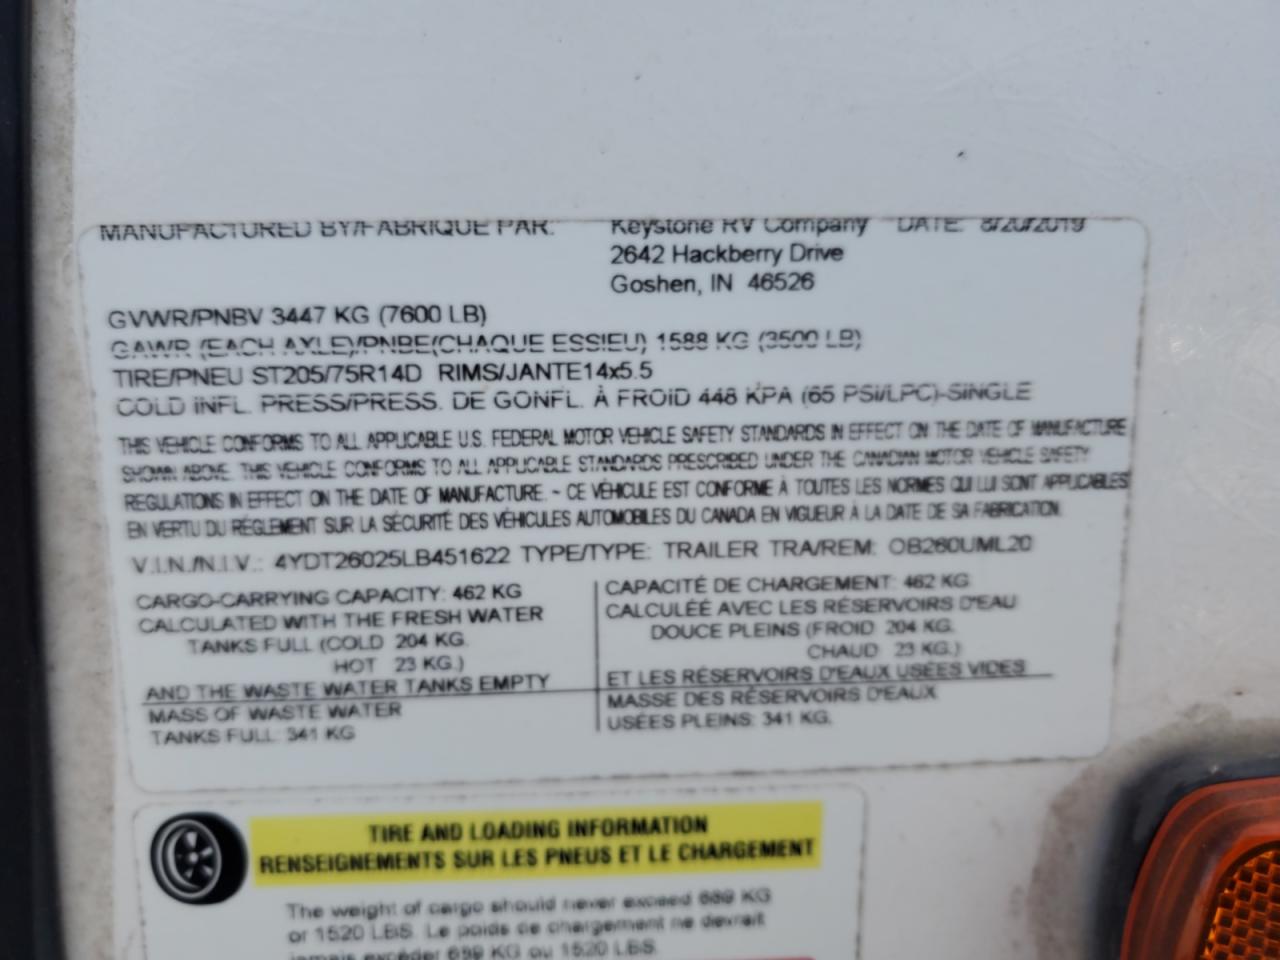 MANUFACTURED BY/FABRIQUE PAR: Keystone RV Company DATE: 8/20/2019
2642 Hackberry Drive
Goshen, IN 46526
GVWR/PNBV 3447 KG (7600 LB)
GAWR (EACH AXLE)/PNBE(CHAQUE ESSIEU) 1588 KG (3500 LB)
TIRE/PNEU ST205/75R14D RIMS/JANTE14x5.5
COLD INFL. PRESS/PRESS. DE GONFL. À FROID 448 KPA (65 PSI/LPC)-SINGLE
THIS VEHICLE CONFORMS TO ALL APPLICABLE U.S. FEDERAL MOTOR VEHICLE SAFETY STANDARDS IN EFFECT ON THE DATE OF MANUFACTURE
SHOWN ABOVE. THIS VEHICLE CONFORMS TO ALL APPLICABLE STANDARDS PRESCRIBED UNDER THE CANADIAN MOTOR VEHICLE SAFETY
REGULATIONS IN EFFECT ON THE DATE OF MANUFACTURE. ~ CE VÉHICULE EST CONFORME À TOUTES LES NORMES QUI LUI SONT APPLICABLES
EN VERTU DU RÉGLEMENT SUR LA SÉCURITÉ DES VÉHICULES AUTOMOBILES DU CANADA EN VIGUEUR À LA DATE DE SA FABRICATION.
V.I.N./N.I.V.: 4YDT26025LB451622 TYPE/TYPE: TRAILER TRA/REM: OB260UML20
CARGO-CARRYING CAPACITY: 462 KG
CALCULATED WITH THE FRESH WATER
TANKS FULL (COLD 204 KG.
HOT 23 KG.)
AND THE WASTE WATER TANKS EMPTY
MASS OF WASTE WATER
TANKS FULL: 341 KG
CAPACITÉ DE CHARGEMENT: 462 KG
CALCULÉE AVEC LES RÉSERVOIRS D'EAU
DOUCE PLEINS (FROID 204 KG.
CHAUD 23 KG.)
ET LES RÉSERVOIRS D'EAUX USÉES VIDES
MASSE DES RÉSERVOIRS D'EAUX
USÉES PLEINS: 341 KG.
TIRE AND LOADING INFORMATION
RENSEIGNEMENTS SUR LES PNEUS ET LE CHARGEMENT
The weight of cargo should never exceed 689 KG
or 1520 LBS. Le poids de chargement ne devrait
jamais excéder 689 KG ou 1520 LBS.